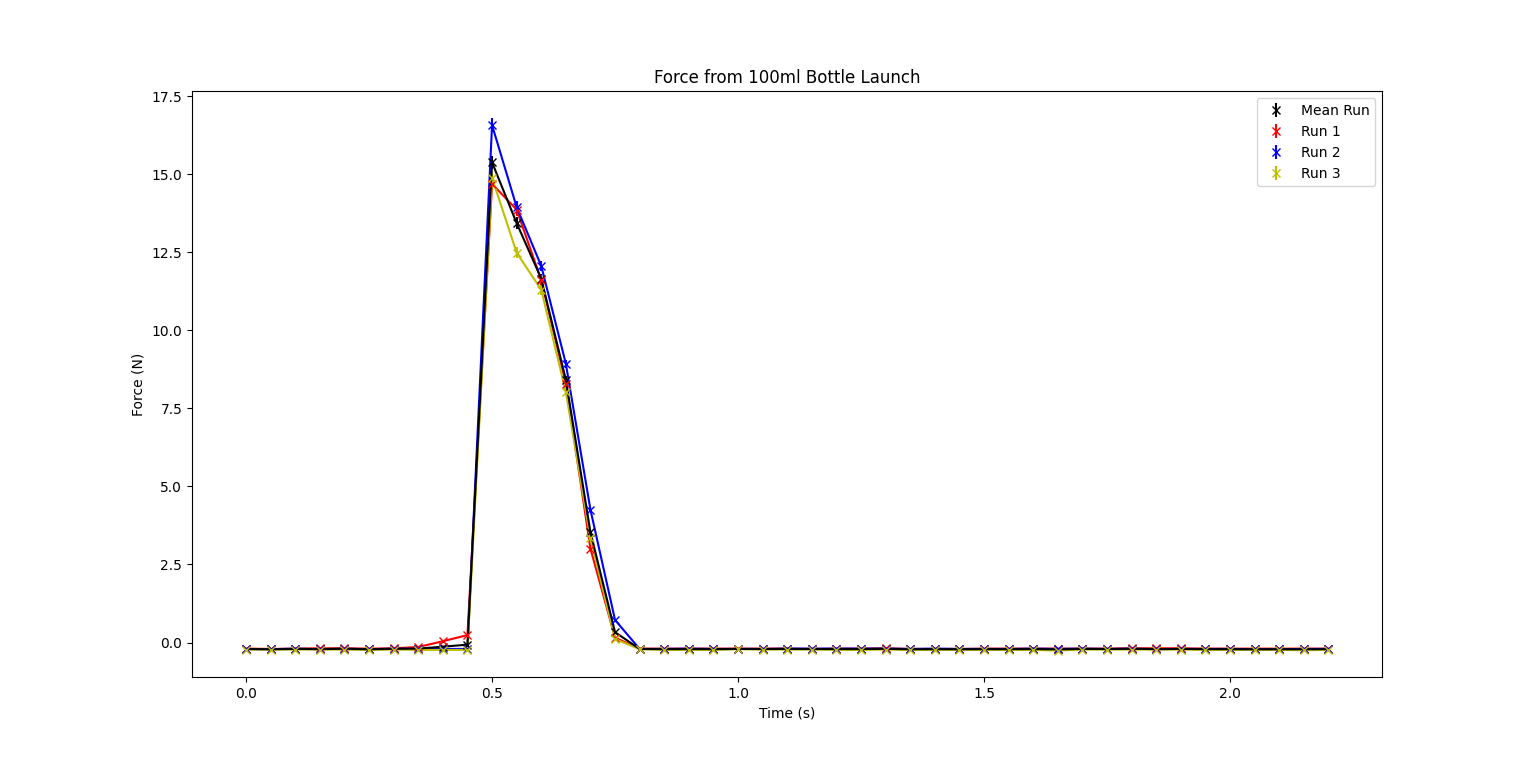 Force from 100ml Bottle Launch
17.5
15.0
12.5
10.0
7.5
5.0
2.5
0.0
Force (N)
Mean Run
Run 1
Run 2
Run 3
0.0
0.5
1.0
1.5
2.0
Time (s)